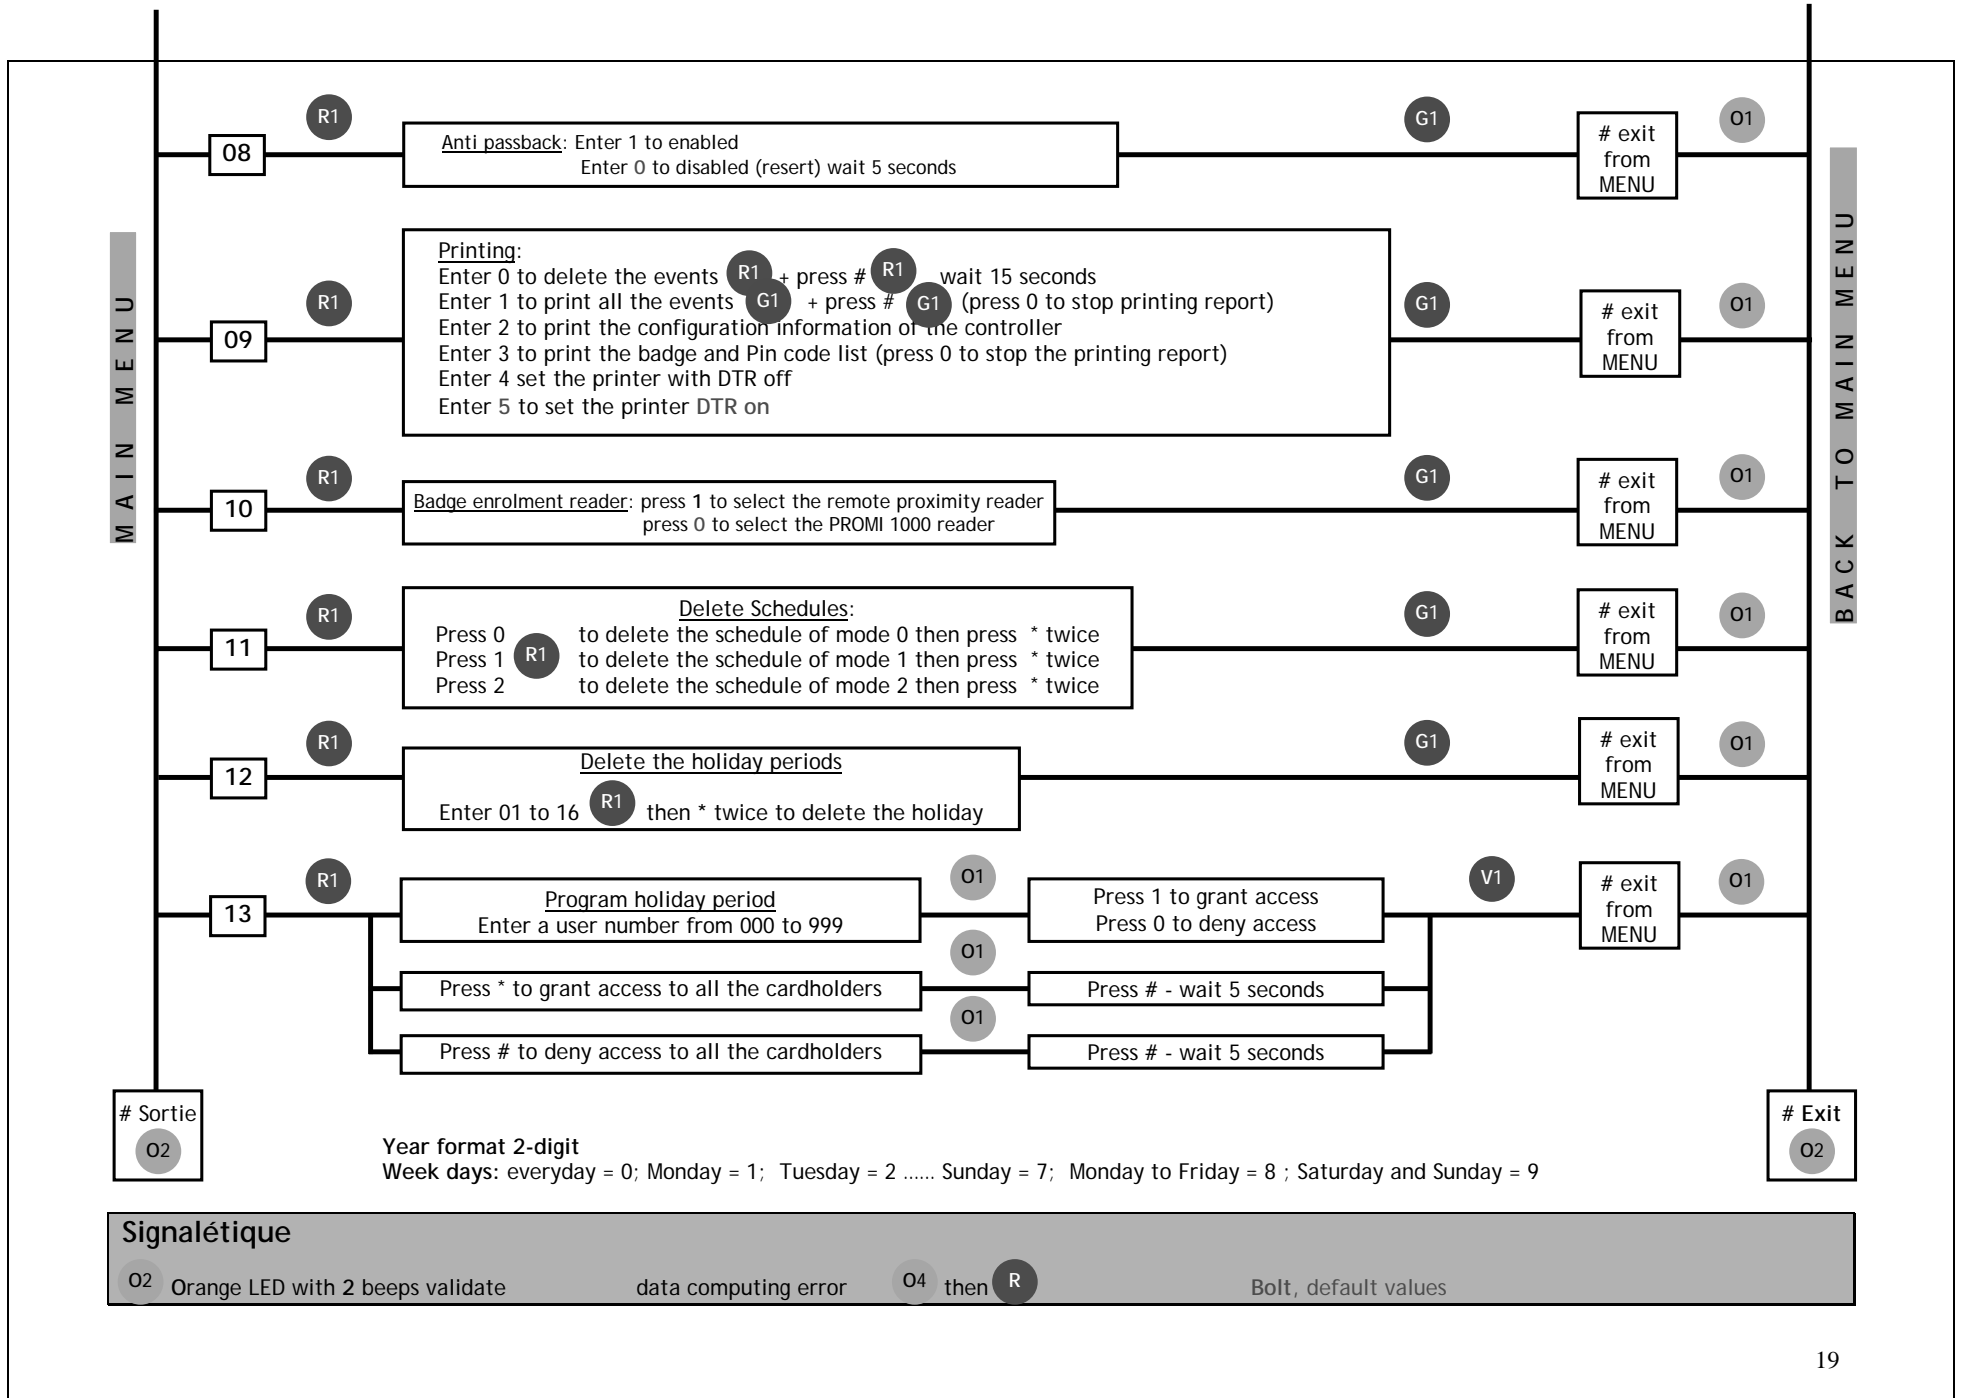 MAIN MENU
BACK TO MAIN MENU
08
R1
Anti passback: Enter 1 to enabled
Enter 0 to disabled (resert) wait 5 seconds
G1
# exit
from
MENU
O1
09
R1
Printing:
Enter 0 to delete the events R1 + press # R1 wait 15 seconds
Enter 1 to print all the events G1 + press # G1 (press 0 to stop printing report)
Enter 2 to print the configuration information of the controller
Enter 3 to print the badge and Pin code list (press 0 to stop the printing report)
Enter 4 set the printer with DTR off
Enter 5 to set the printer DTR on
G1
# exit
from
MENU
O1
10
R1
Badge enrolment reader: press 1 to select the remote proximity reader
press 0 to select the PROMI 1000 reader
G1
# exit
from
MENU
O1
11
R1
Delete Schedules:
Press 0 to delete the schedule of mode 0 then press * twice
Press 1 R1 to delete the schedule of mode 1 then press * twice
Press 2 to delete the schedule of mode 2 then press * twice
G1
# exit
from
MENU
O1
12
R1
Delete the holiday periods
Enter 01 to 16 R1 then * twice to delete the holiday
G1
# exit
from
MENU
O1
13
R1
Program holiday period
Enter a user number from 000 to 999
O1
Press 1 to grant access
Press 0 to deny access
V1
# exit
from
MENU
O1
Press * to grant access to all the cardholders
O1
Press # - wait 5 seconds
Press # to deny access to all the cardholders
O1
Press # - wait 5 seconds
# Sortie
O2
# Exit
O2
Year format 2-digit
Week days: everyday = 0; Monday = 1; Tuesday = 2 ...... Sunday = 7; Monday to Friday = 8 ; Saturday and Sunday = 9
Signalétique
O2 Orange LED with 2 beeps validate data computing error O4 then R Bolt, default values
19